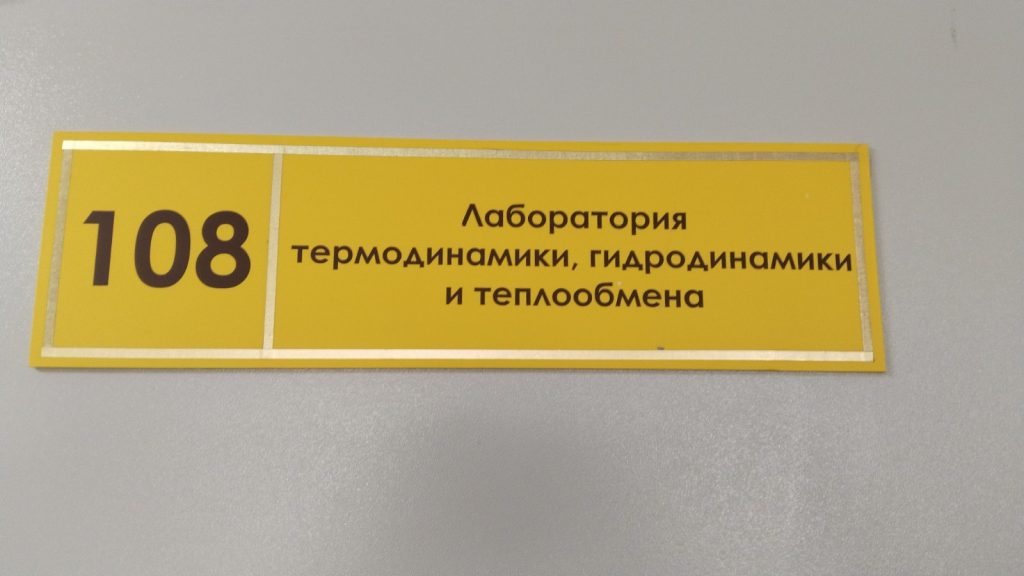 108
Лаборатория
термодинамики, гидродинамики
и теплообмена